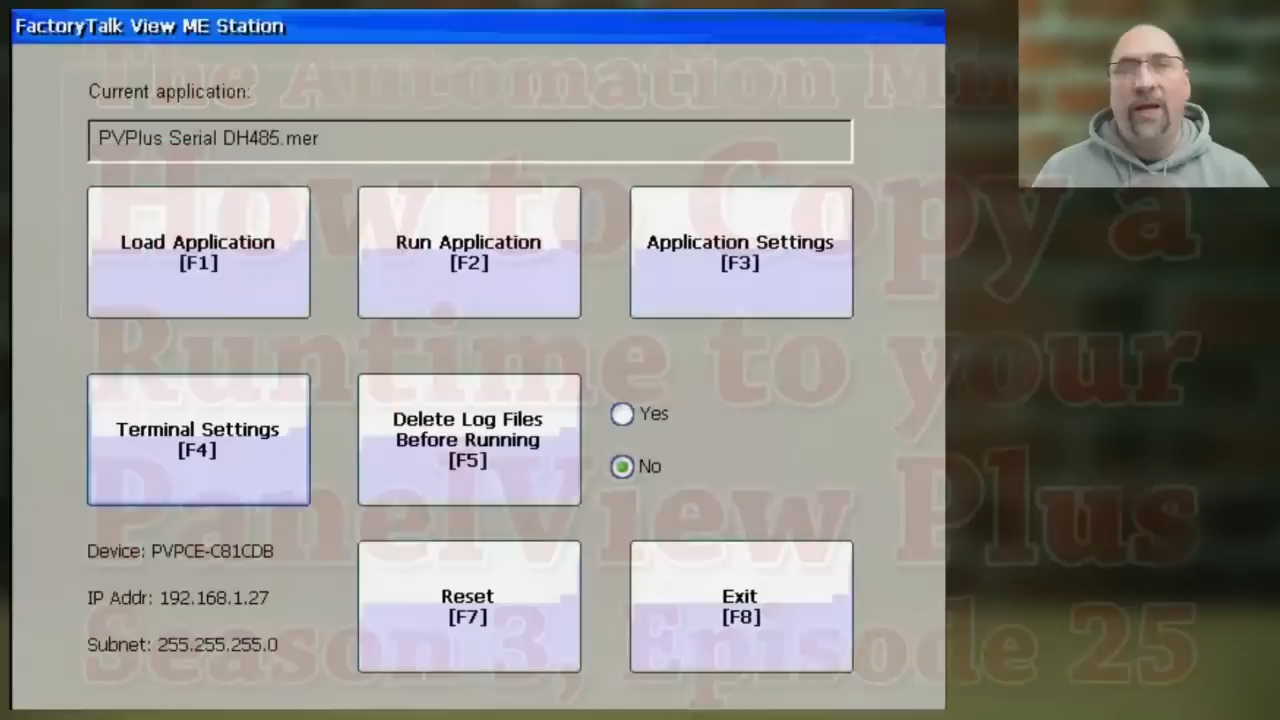 FactoryTalk View ME Station
The Automation Min
Current application:
PVPlus Serial DH485.mer
How to Copy a
Load Application
[F1]
Run Application
[F2]
Application Settings
[F3]
Runtime to your
Terminal Settings
[F4]
Delete Log Files
Before Running
[F5]
Yes
No
PanelView Plus
Device: PVPCE-C81CDB
IP Addr: 192.168.1.27
Subnet: 255.255.255.0
Reset
[F7]
Exit
[F8]
Season 3, Episode 25